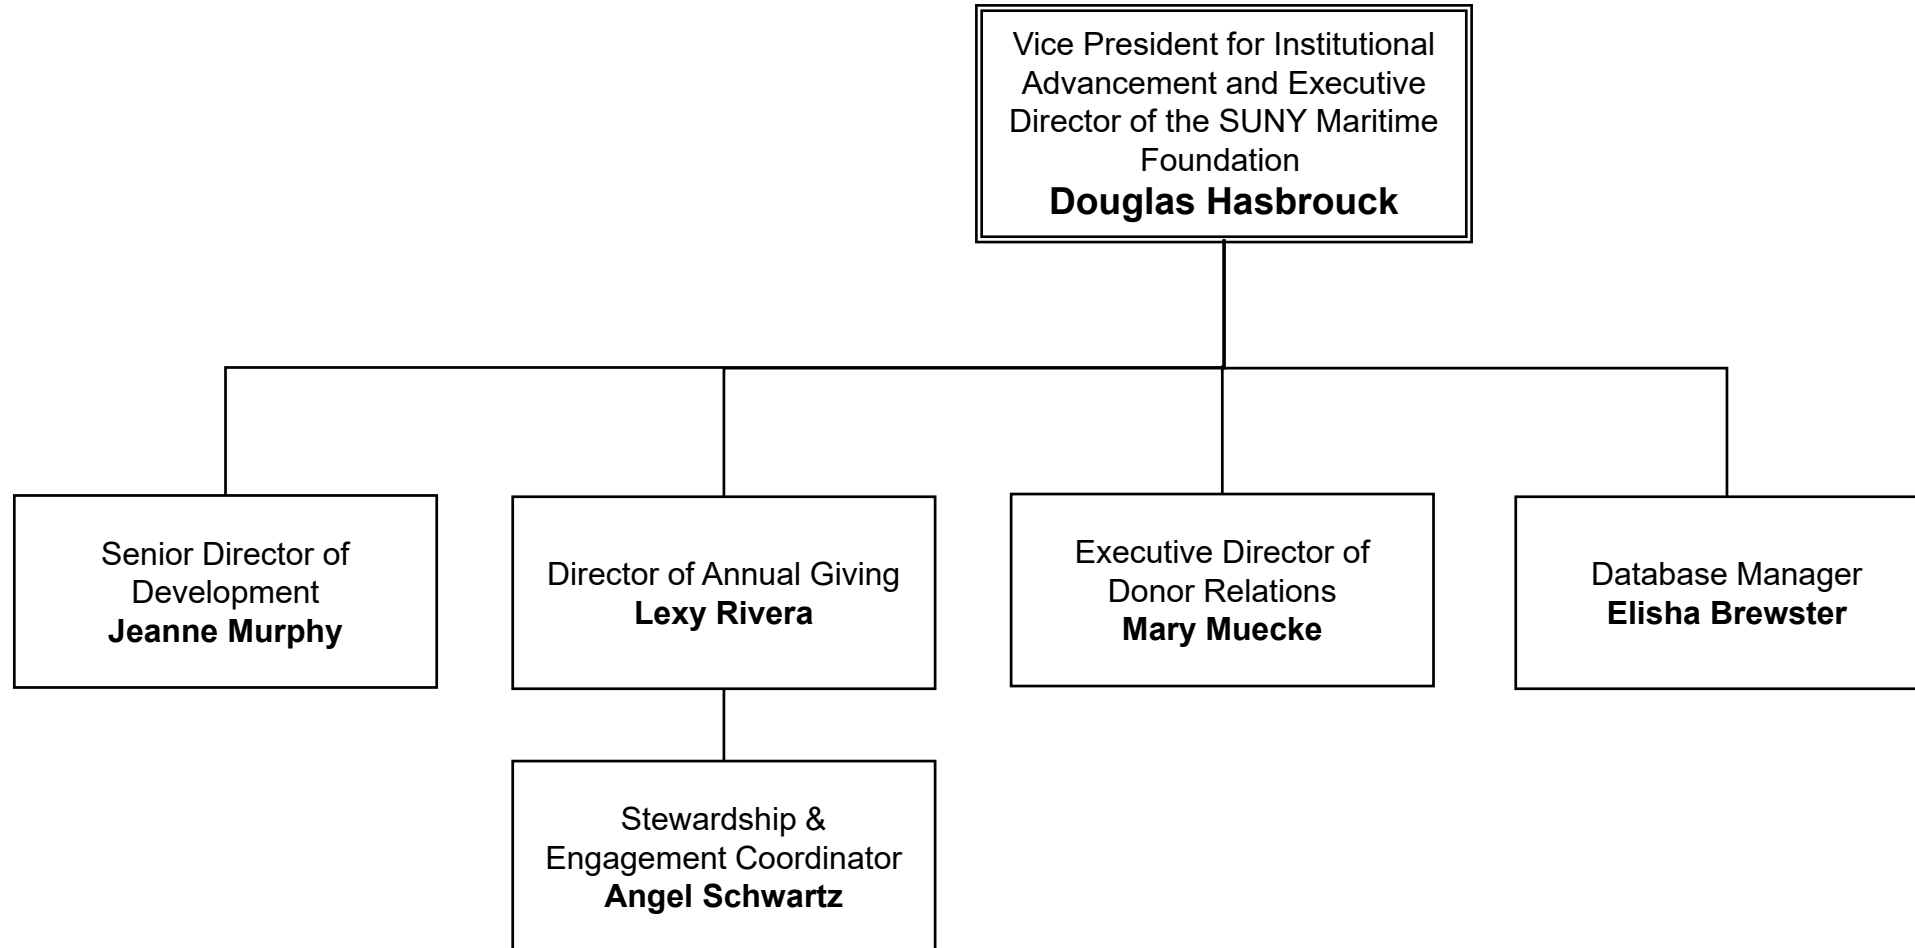 Vice President for Institutional
Advancement and Executive
Director of the SUNY Maritime
Foundation
Douglas Hasbrouck
Senior Director of
Development
Jeanne Murphy
Director of Annual Giving
Lexy Rivera
Executive Director of
Donor Relations
Mary Muecke
Database Manager
Elisha Brewster
Stewardship &
Engagement Coordinator
Angel Schwartz